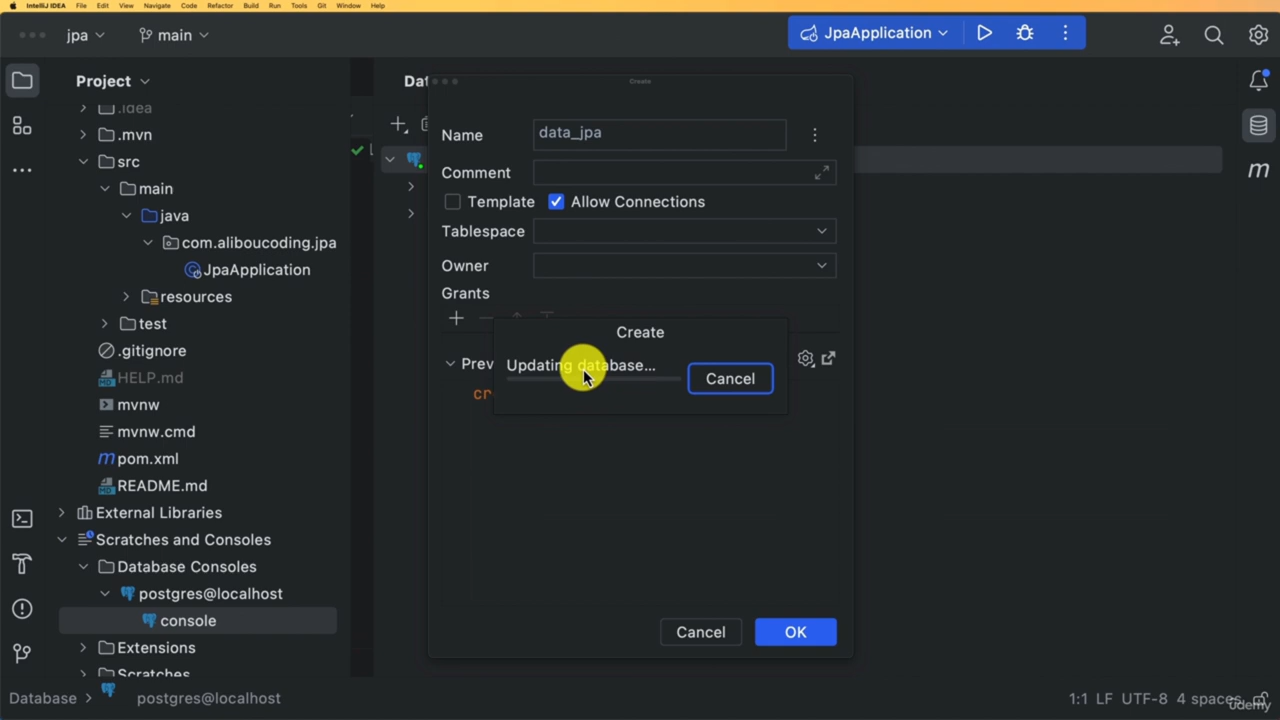 IntelliJ IDEA File Edit View Navigate Code Refactor Build Run Tools Git Window Help
jpa main JpaApplication
Project
.idea
.mvn
src
main
java
com.aliboucoding.jpa
JpaApplication
resources
test
.gitignore
HELP.md
mvnw
mvnw.cmd
pom.xml
README.md
External Libraries
Scratches and Consoles
Database Consoles
postgres@localhost
console
Extensions
Scratches
Dat
Create
Name data_jpa
Comment
Template Allow Connections
Tablespace
Owner
Grants
Create
Updating database...
Cancel
Prev
cr
Cancel OK
Database postgres@localhost
1:1 LF UTF-8 4 spaces
udemy